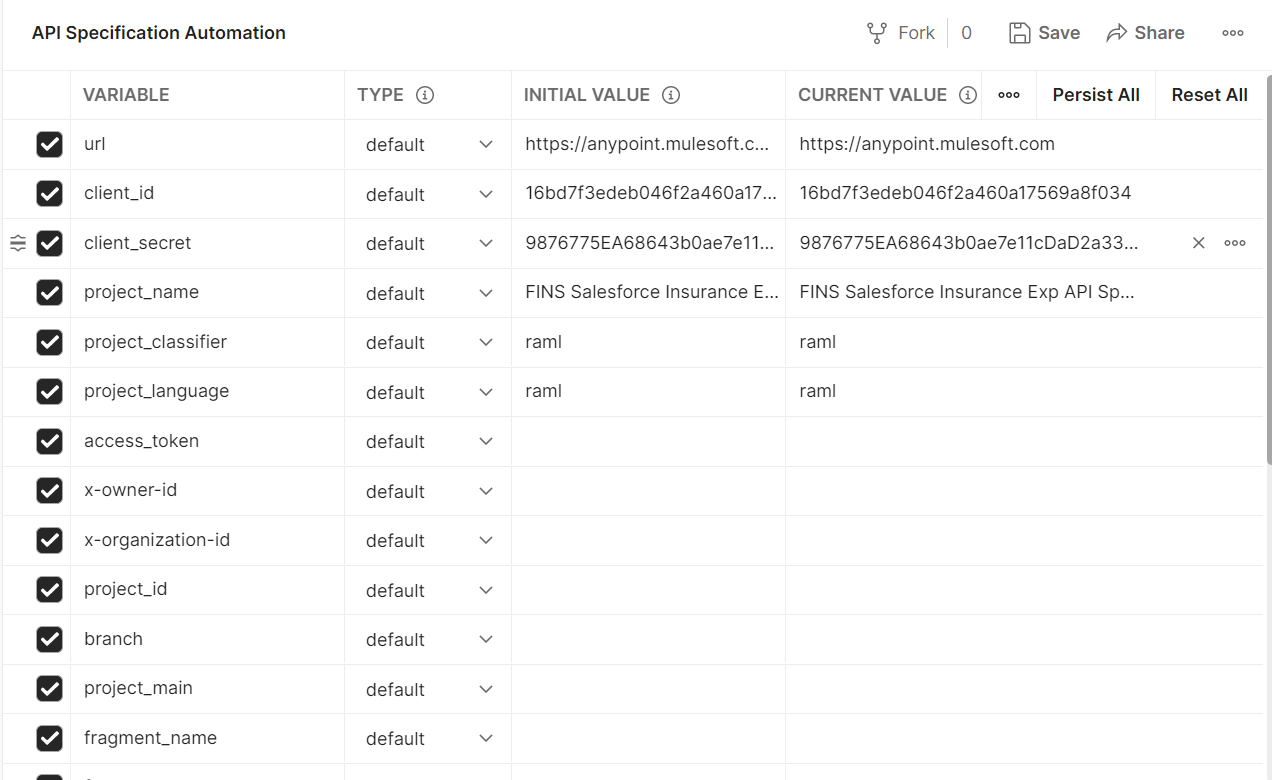 API Specification Automation Fork 0 Save Share
VARIABLE TYPE INITIAL VALUE CURRENT VALUE Persist All Reset All
url default https://anypoint.mulesoft.c... https://anypoint.mulesoft.com
client_id default 16bd7f3edeb046f2a460a17... 16bd7f3edeb046f2a460a17569a8f034
client_secret default 9876775EA68643b0ae7e11... 9876775EA68643b0ae7e11cDaD2a33...
project_name default FINS Salesforce Insurance E... FINS Salesforce Insurance Exp API Sp...
project_classifier default raml raml
project_language default raml raml
access_token default
x-owner-id default
x-organization-id default
project_id default
branch default
project_main default
fragment_name default